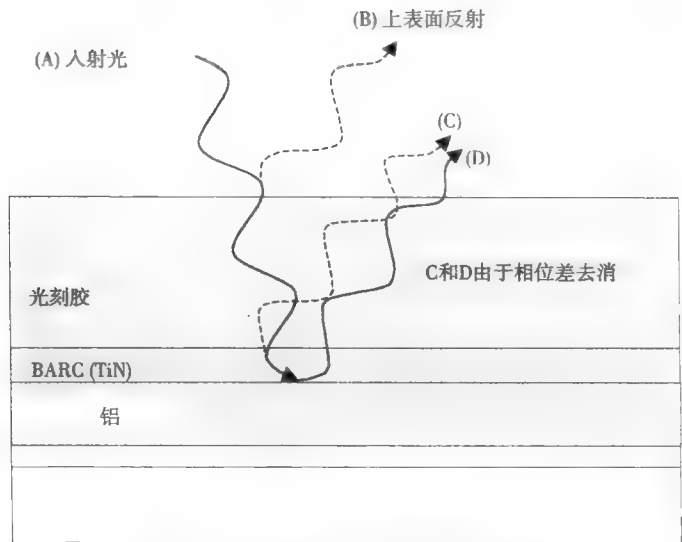 (B) 上表面反射
(A) 入射光
(C)
(D)
C和D由于相位差去消
光刻胶
BARC (TiN)
铝